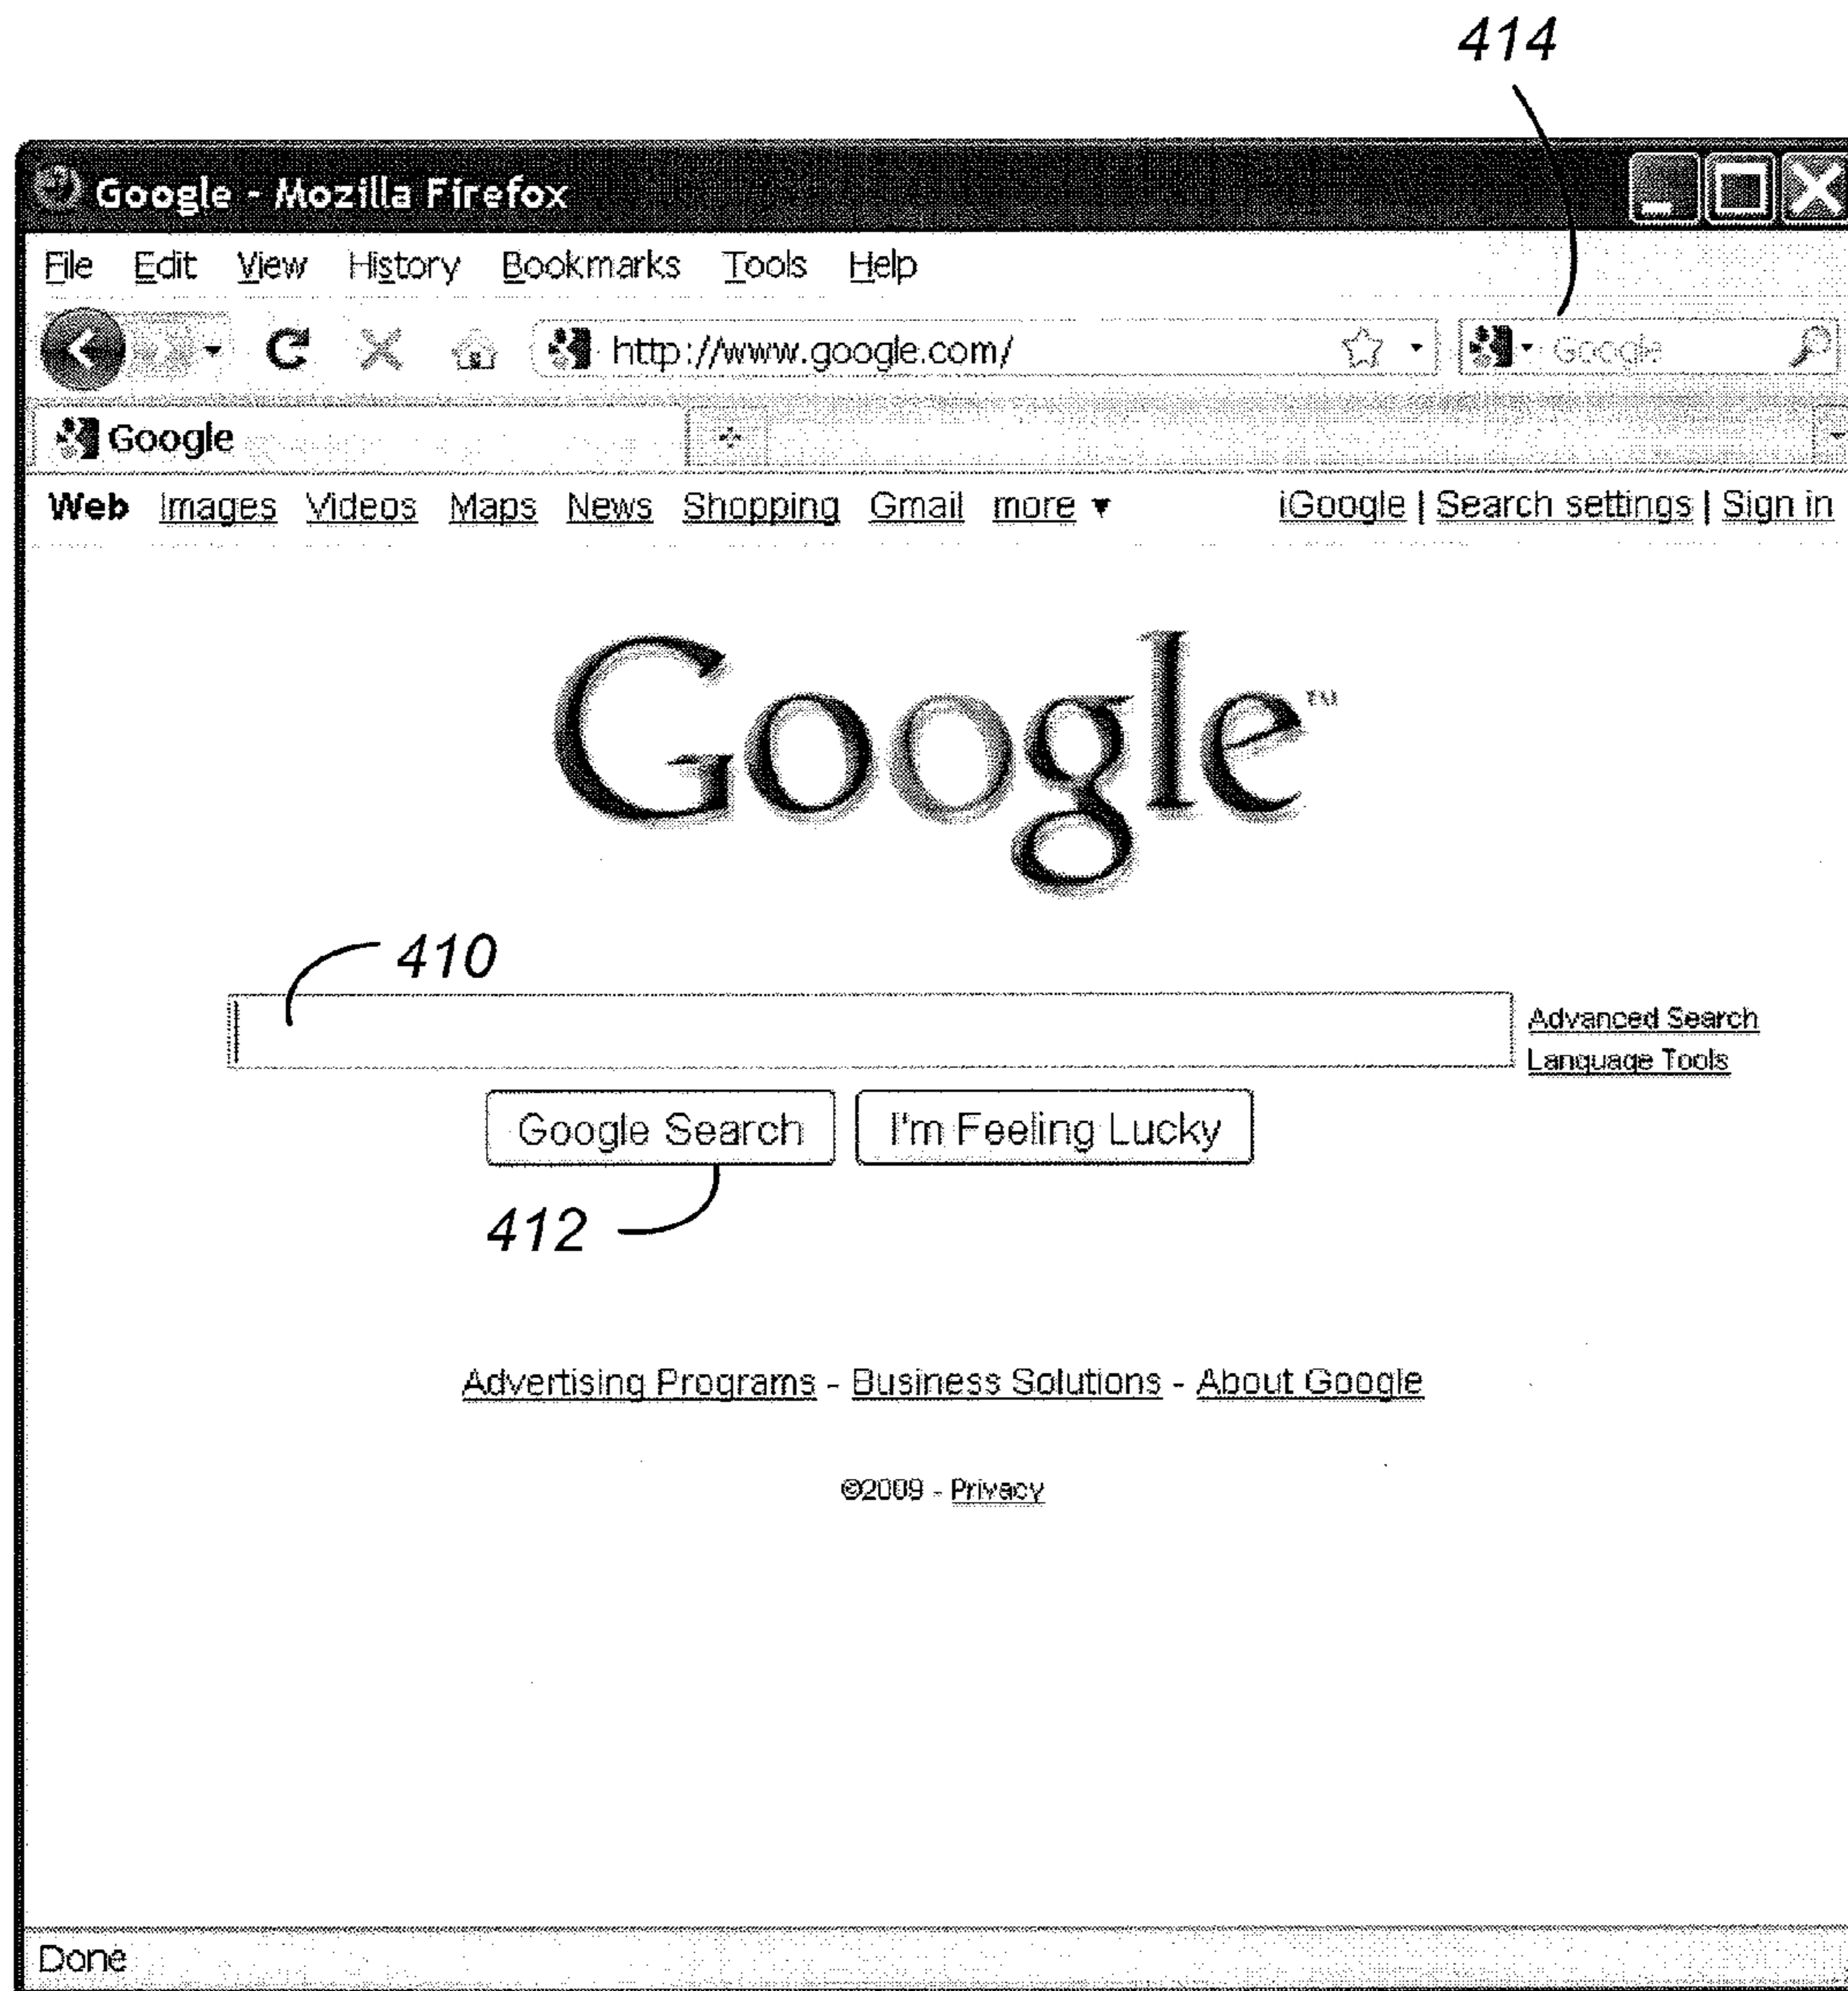 414
Google - Mozilla Firefox
File Edit View History Bookmarks Tools Help
http://www.google.com/ Google
Google
Web Images Videos Maps News Shopping Gmail more ▼ iGoogle | Search settings | Sign in
Google™
410
Advanced Search
Language Tools
Google Search I'm Feeling Lucky
412
Advertising Programs - Business Solutions - About Google
©2009 - Privacy
Done